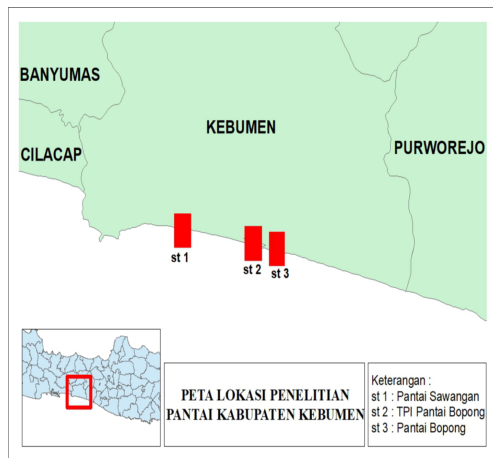 BANYUMAS
KEBUMEN
PURWOREJO
CILACAP
st 1
st 2
st 3
PETA LOKASI PENELITIAN
PANTAI KABUPATEN KEBUMEN
Keterangan :
st 1 : Pantai Sawangan
st 2 : TPI Pantai Bopong
st 3 : Pantai Bopong